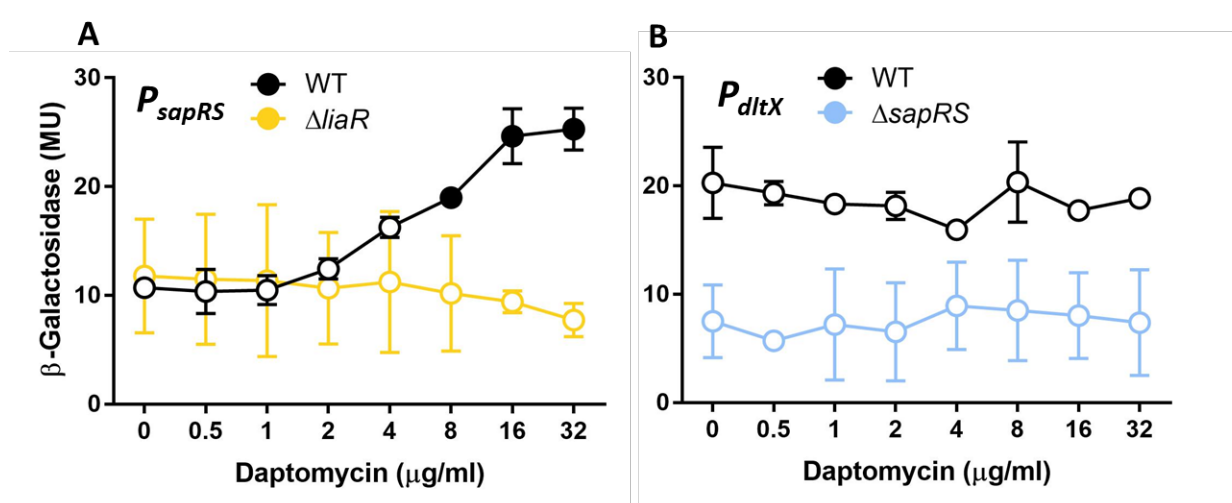 A
P_sapRS
WT
ΔliaR
β-Galactosidase (MU)
30
20
10
0
0 0.5 1 2 4 8 16 32
Daptomycin (μg/ml)
B
P_dltX
WT
ΔsapRS
30
20
10
0
0 0.5 1 2 4 8 16 32
Daptomycin (μg/ml)